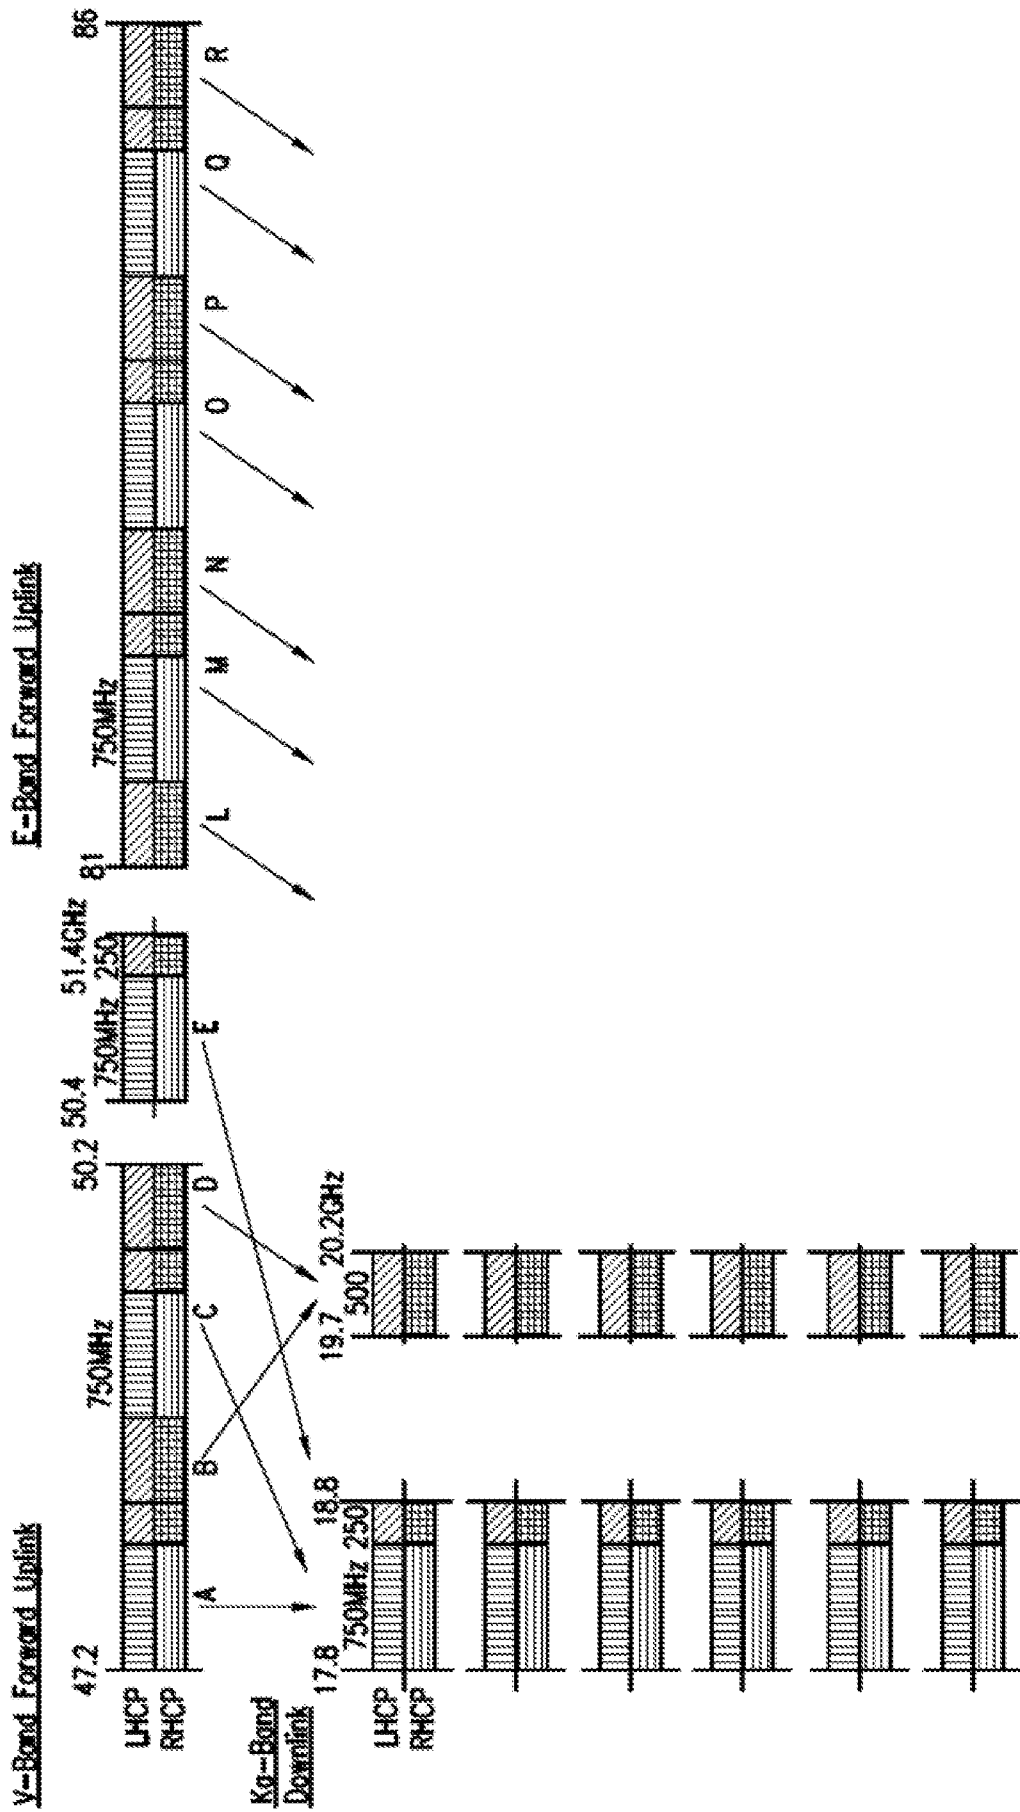 V-Band Forward Uplink
E-Band Forward Uplink
47.2
50.2
50.4
51.4GHz
81
86
750MHz
750MHz
250
750MHz
LHCP
RHCP
A
B
C
D
E
L
M
N
O
P
Q
R
Ka-Band
Downlink
17.8
18.8
19.7
20.2GHz
750MHz
250
500
LHCP
RHCP